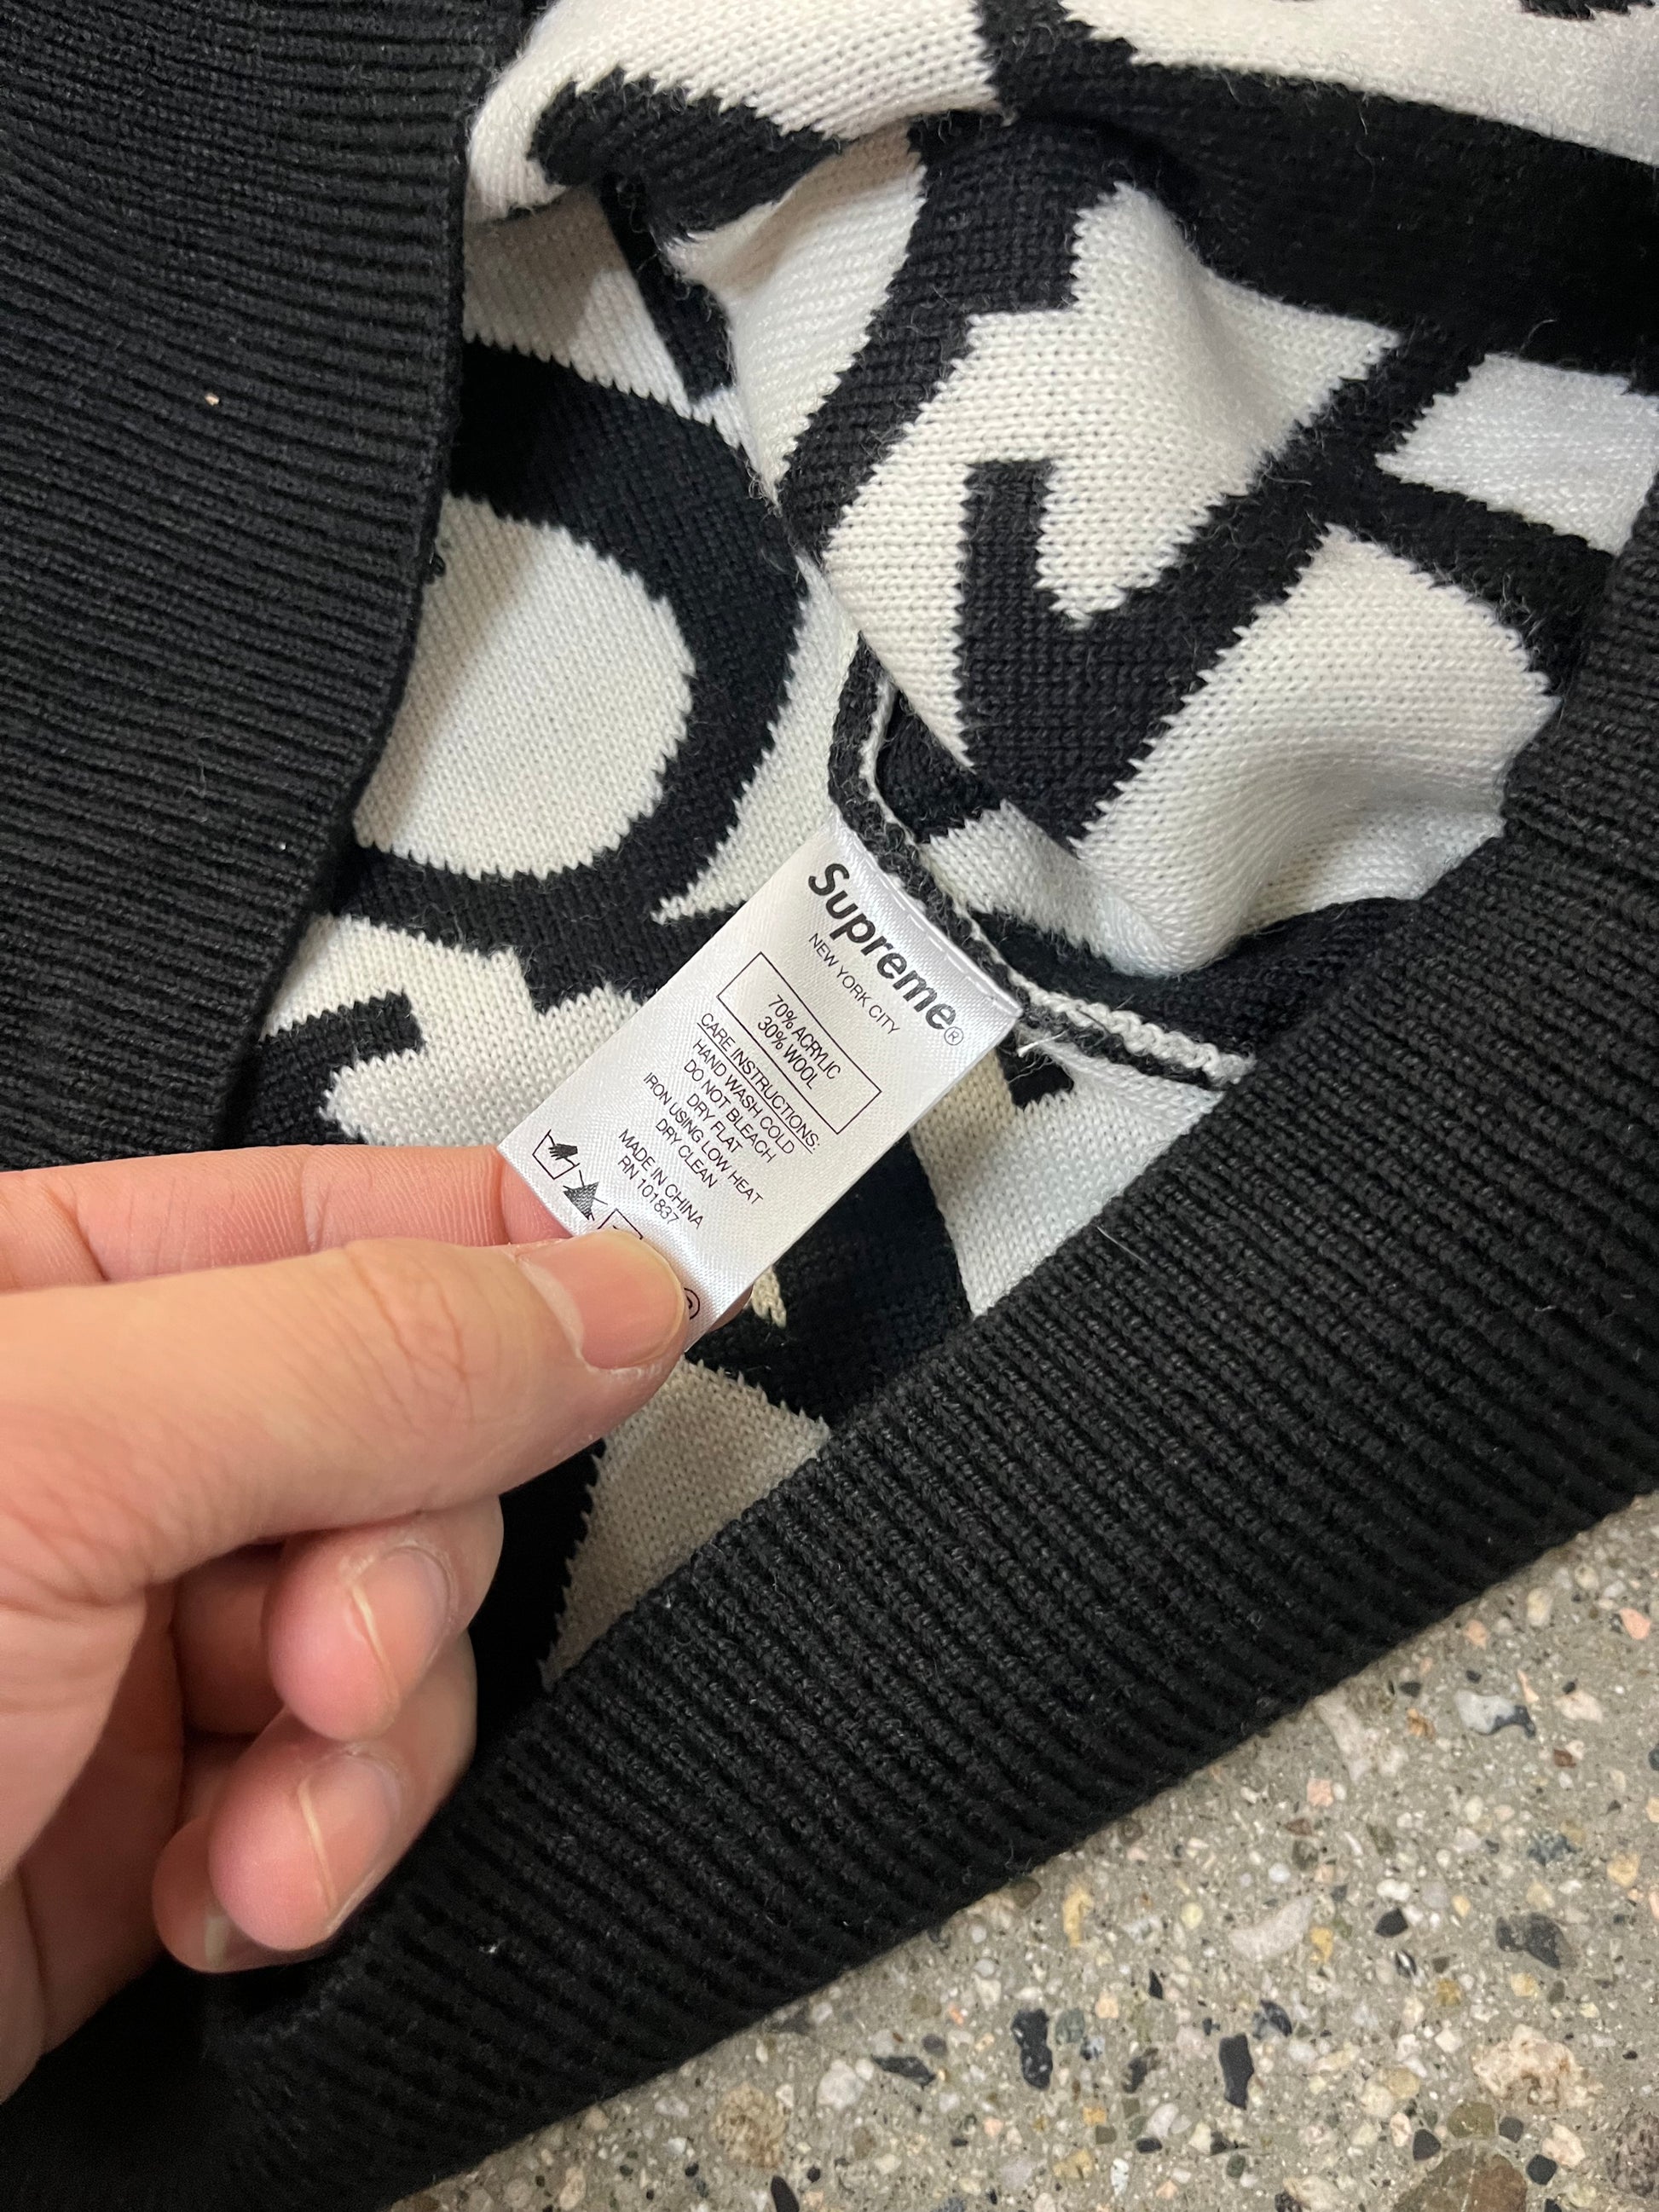 Supreme®
NEW YORK CITY
70% ACRYLIC
30% WOOL
CARE INSTRUCTIONS:
HAND WASH COLD
DO NOT BLEACH
DRY FLAT
IRON USING LOW HEAT
DRY CLEAN
MADE IN CHINA
RN 101837